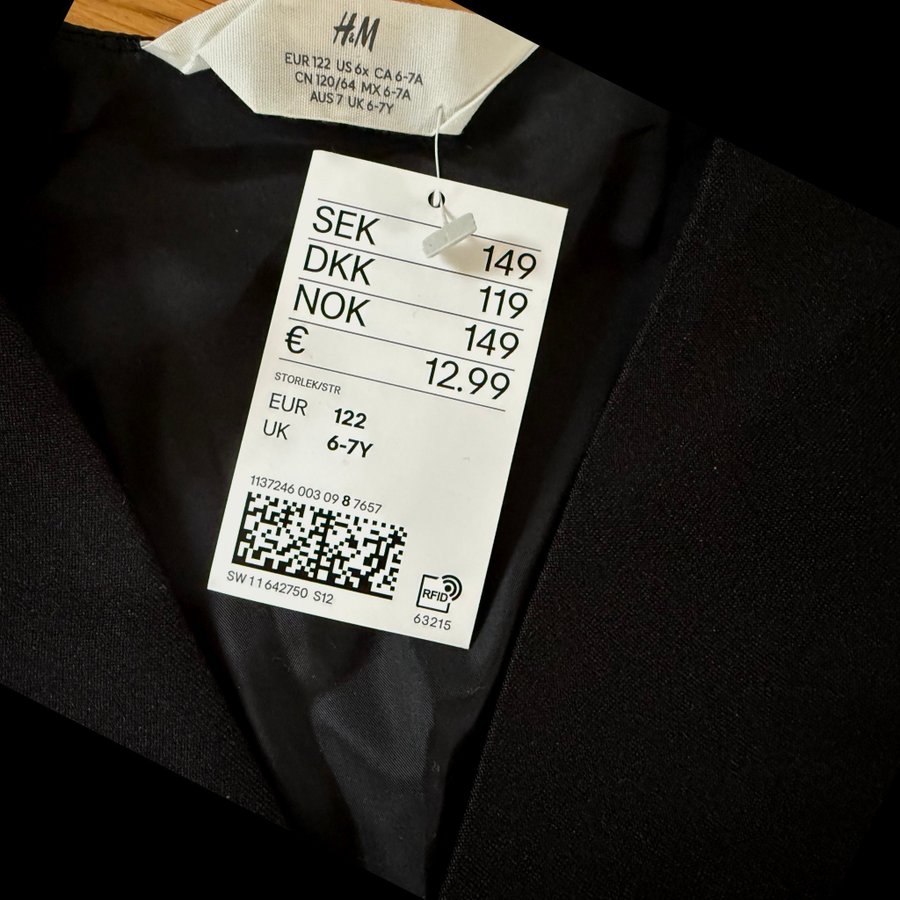 H&M
EUR 122 US 6x CA 6-7A
CN 120/64 MX 6-7A
AUS 7 UK 6-7Y
SEK 149
DKK 119
NOK 149
€ 12.99
STORLEK/STR
EUR 122
UK 6-7Y
1137246 003 09 8 7657
SW 1 1 642750 S12
RFID
63215